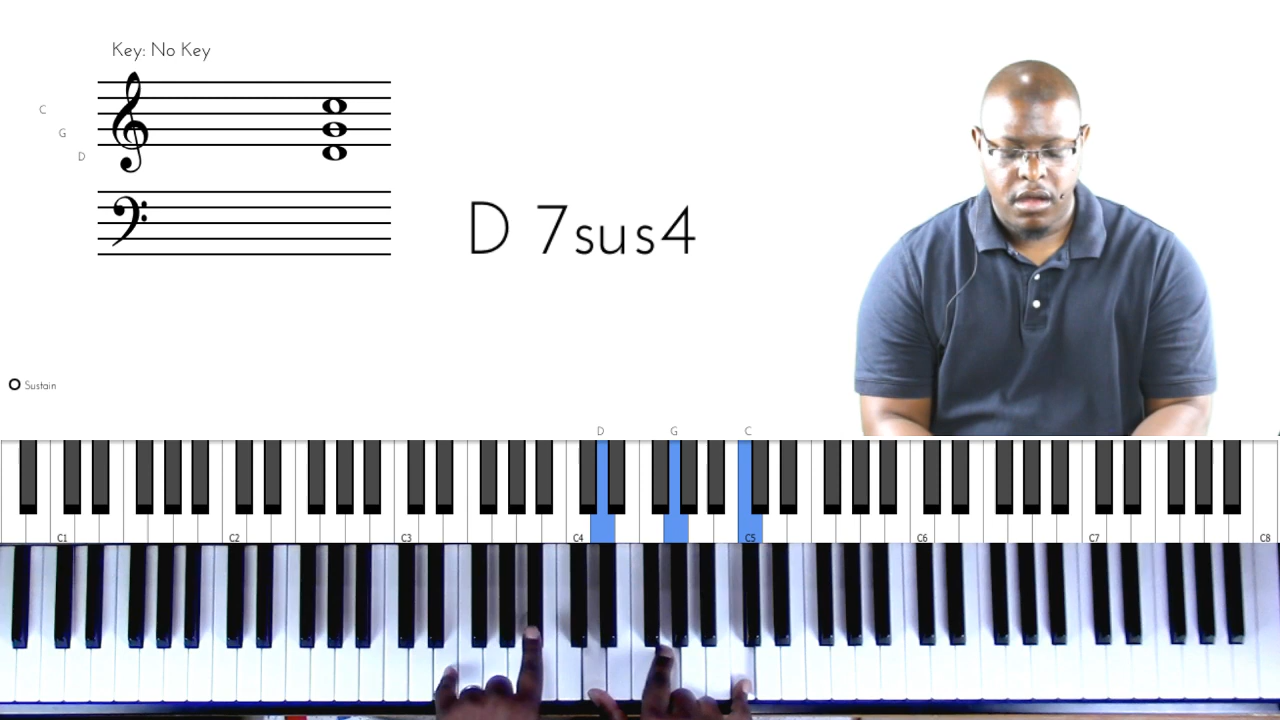 Key: No Key
C
G
D
D 7sus4
Sustain
D G C
C1 C2 C3 C4 C5 C6 C7 C8